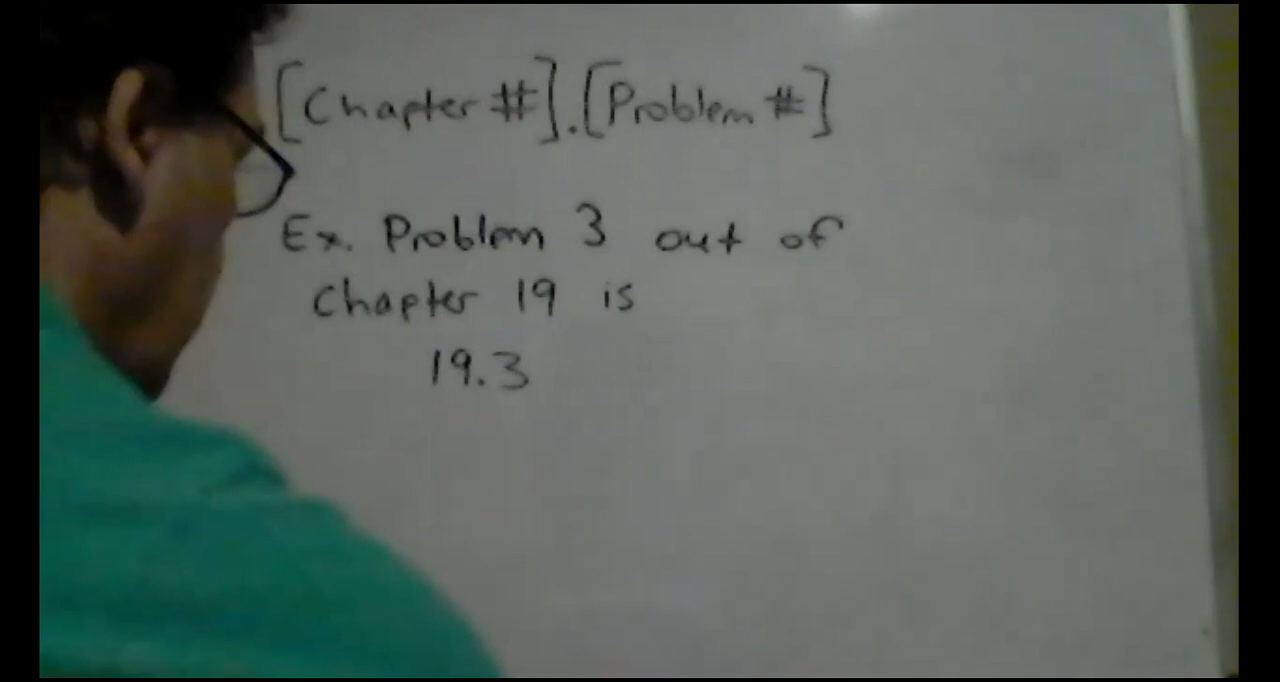 [Chapter #].[Problem #]
Ex. Problem 3 out of
Chapter 19 is
19.3